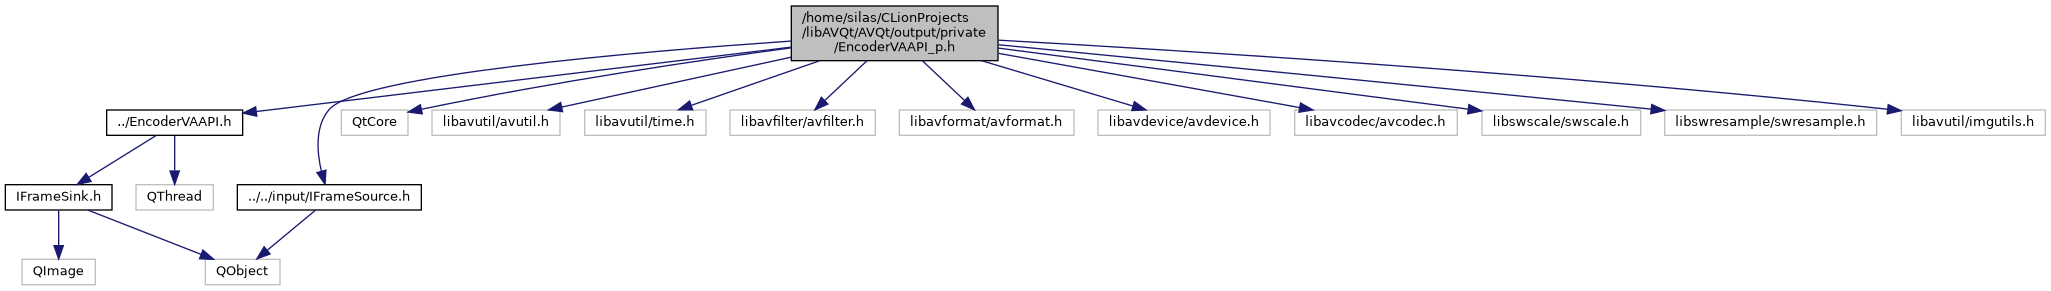 /home/silas/CLionProjects
/libAVQt/AVQt/output/private
/EncoderVAAPI_p.h
../EncoderVAAPI.h
QtCore
libavutil/avutil.h
libavutil/time.h
libavfilter/avfilter.h
libavformat/avformat.h
libavdevice/avdevice.h
libavcodec/avcodec.h
libswscale/swscale.h
libswresample/swresample.h
libavutil/imgutils.h
IFrameSink.h
QThread
../../input/IFrameSource.h
QImage
QObject